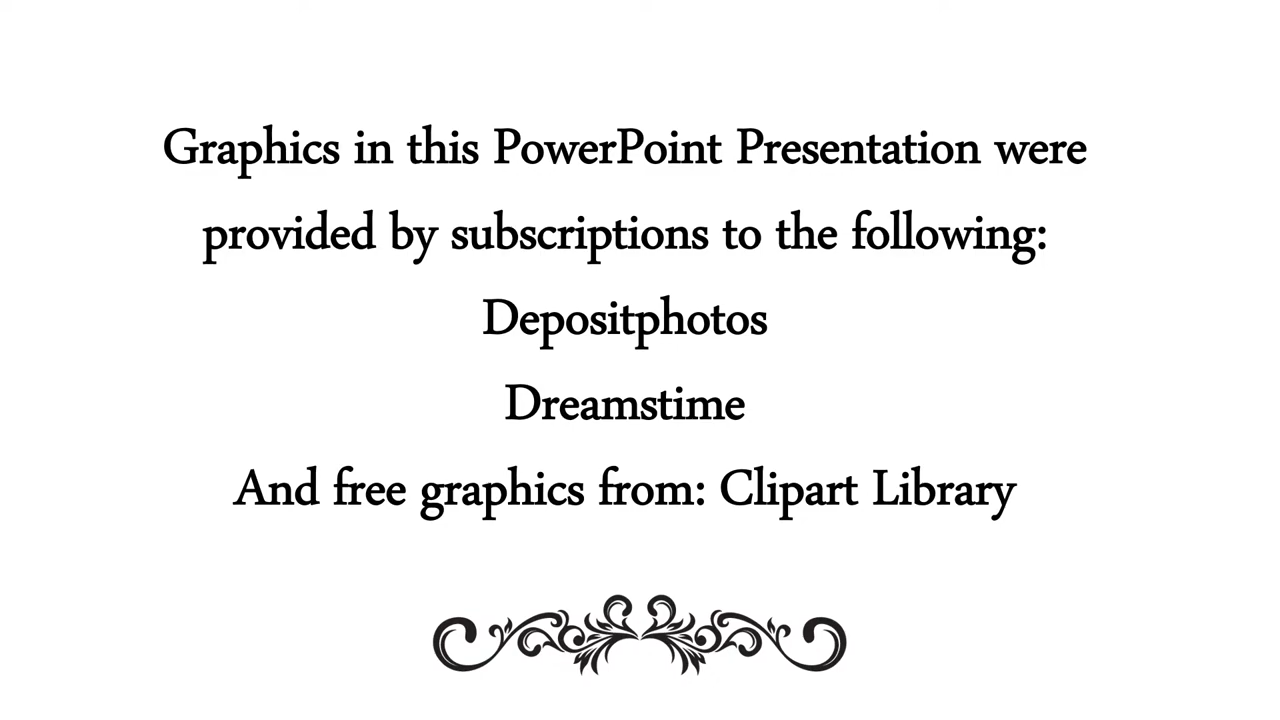 Graphics in this PowerPoint Presentation were
provided by subscriptions to the following:
Depositphotos
Dreamstime
And free graphics from: Clipart Library